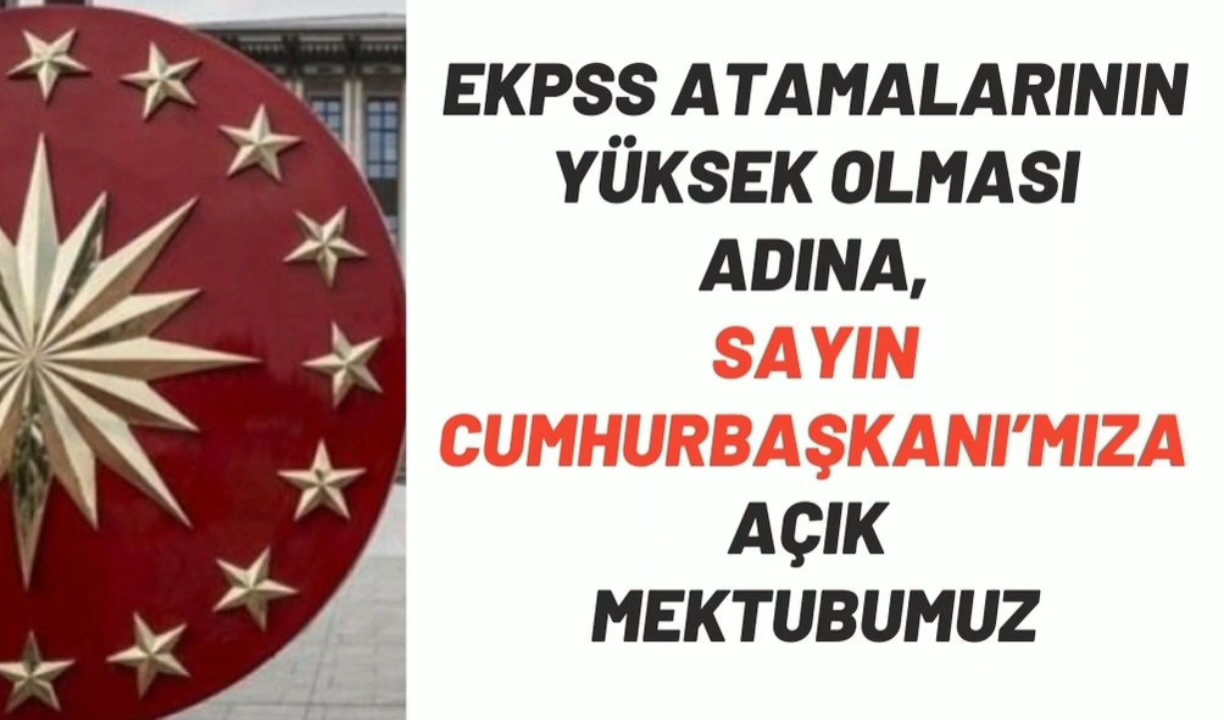 EKPSS ATAMALARININ
YÜKSEK OLMASI
ADINA,
SAYIN
CUMHURBAŞKANI’MIZA
AÇIK
MEKTUBUMUZ